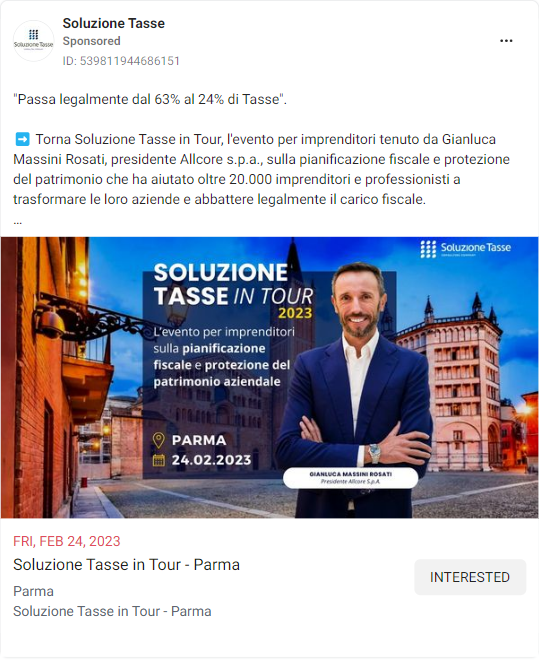 Soluzione Tasse
Sponsored
ID: 539811944686151
Soluzione Tasse
"Passa legalmente dal 63% al 24% di Tasse".
➡️ Torna Soluzione Tasse in Tour, l'evento per imprenditori tenuto da Gianluca
Massini Rosati, presidente Allcore s.p.a., sulla pianificazione fiscale e protezione
del patrimonio che ha aiutato oltre 20.000 imprenditori e professionisti a
trasformare le loro aziende e abbattere legalmente il carico fiscale.
...
Soluzione Tasse
SOLUZIONE
TASSE IN TOUR
2023
L'evento per imprenditori
sulla pianificazione
fiscale e protezione del
patrimonio aziendale
PARMA
24.02.2023
GIANLUCA MASSINI ROSATI
Presidente Allcore S.p.A.
FRI, FEB 24, 2023
Soluzione Tasse in Tour - Parma
INTERESTED
Parma
Soluzione Tasse in Tour - Parma